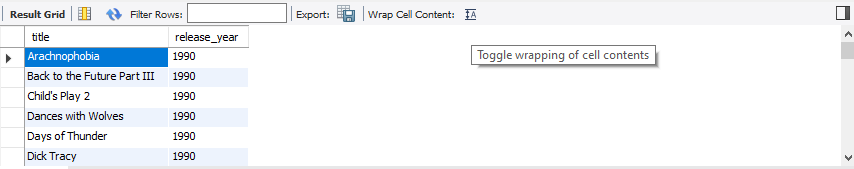 Result Grid Filter Rows: Export: Wrap Cell Content: IA
title release_year
Arachnophobia 1990
Toggle wrapping of cell contents
Back to the Future Part III 1990
Child's Play 2 1990
Dances with Wolves 1990
Days of Thunder 1990
Dick Tracy 1990